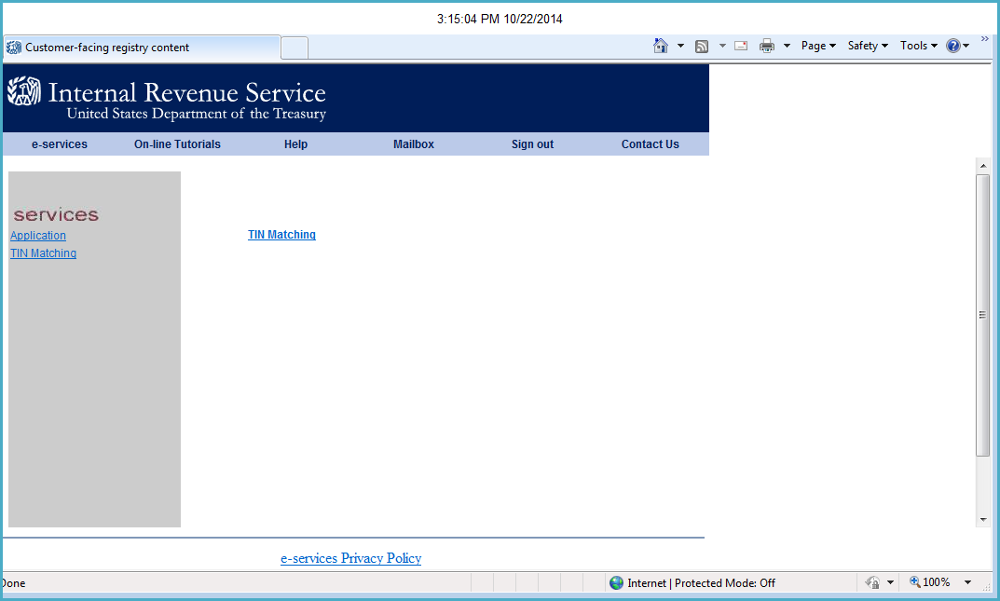 3:15:04 PM 10/22/2014
Customer-facing registry content
Page Safety Tools
Internal Revenue Service
United States Department of the Treasury
e-services On-line Tutorials Help Mailbox Sign out Contact Us
services
Application
TIN Matching
TIN Matching
e-services Privacy Policy
Done Internet | Protected Mode: Off 100%